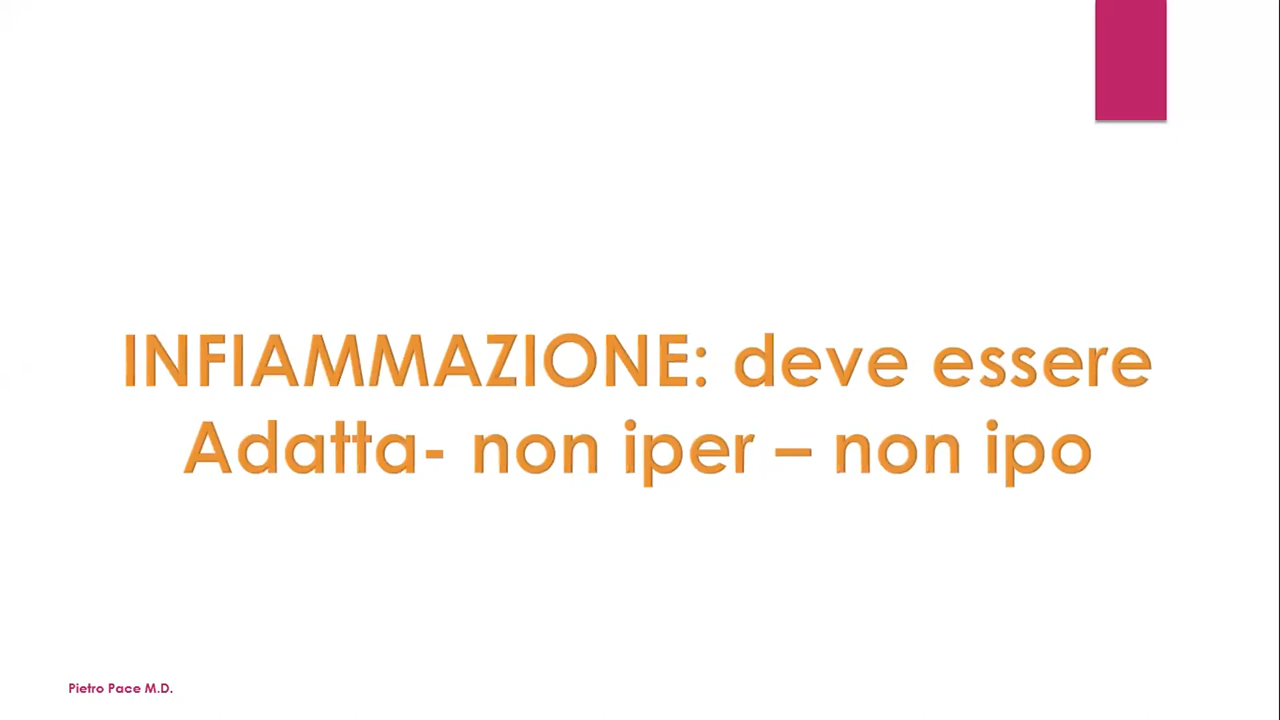 INFIAMMAZIONE: deve essere
Adatta- non iper – non ipo
Pietro Pace M.D.